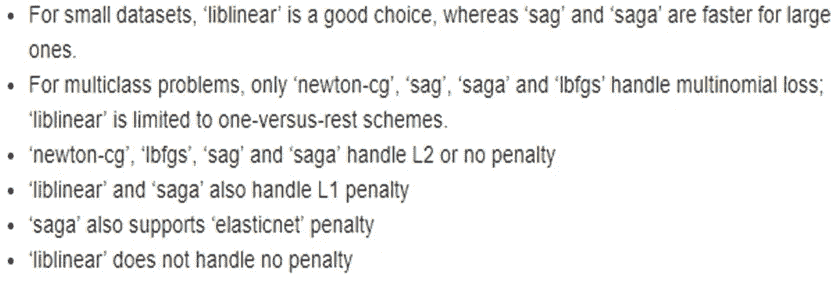 • For small datasets, ‘liblinear’ is a good choice, whereas ‘sag’ and ‘saga’ are faster for large
ones.
• For multiclass problems, only ‘newton-cg’, ‘sag’, ‘saga’ and ‘lbfgs’ handle multinomial loss;
‘liblinear’ is limited to one-versus-rest schemes.
• ‘newton-cg’, ‘lbfgs’, ‘sag’ and ‘saga’ handle L2 or no penalty
• ‘liblinear’ and ‘saga’ also handle L1 penalty
• ‘saga’ also supports ‘elasticnet’ penalty
• ‘liblinear’ does not handle no penalty